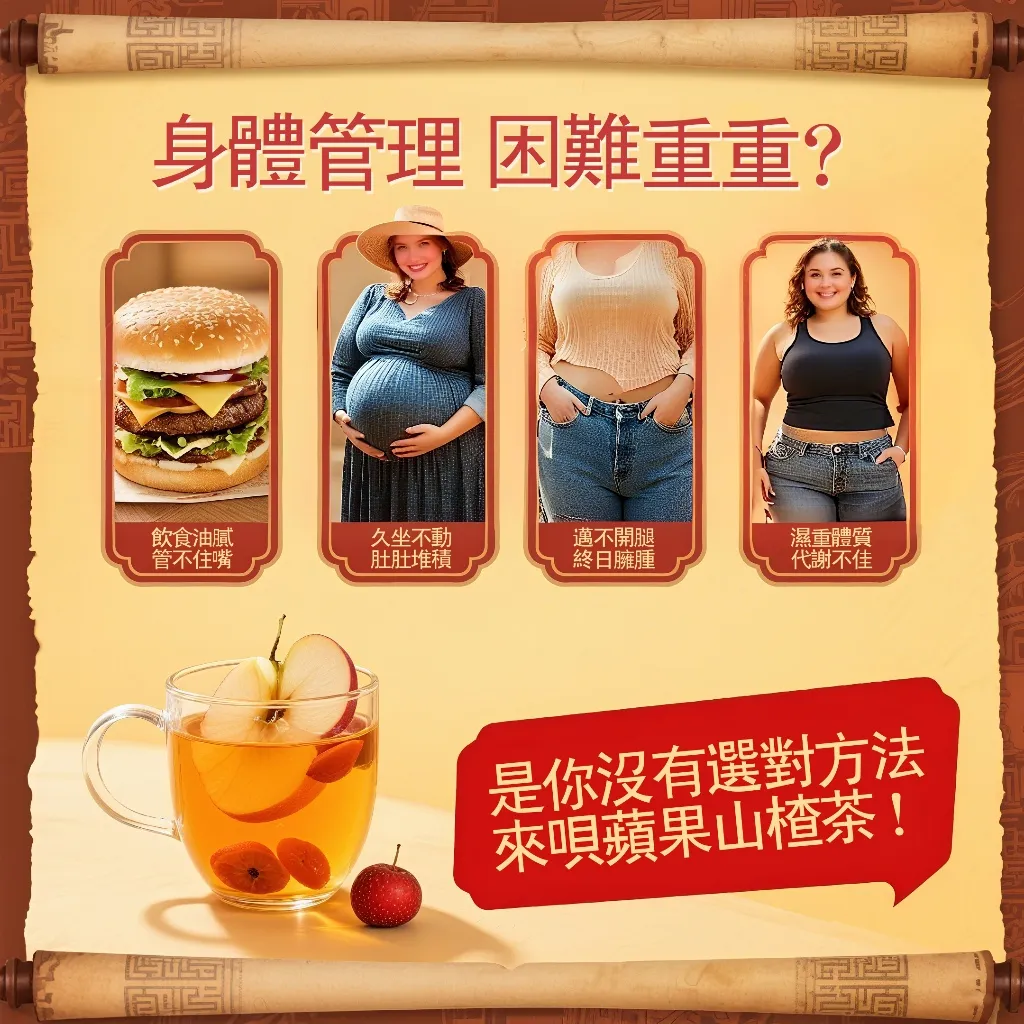 身體管理 困難重重？
飲食油膩
管不住嘴
久坐不動
肚肚堆積
邁不開腿
終日臃腫
濕重體質
代謝不佳
是你沒有選對方法
來唄蘋果山楂茶！